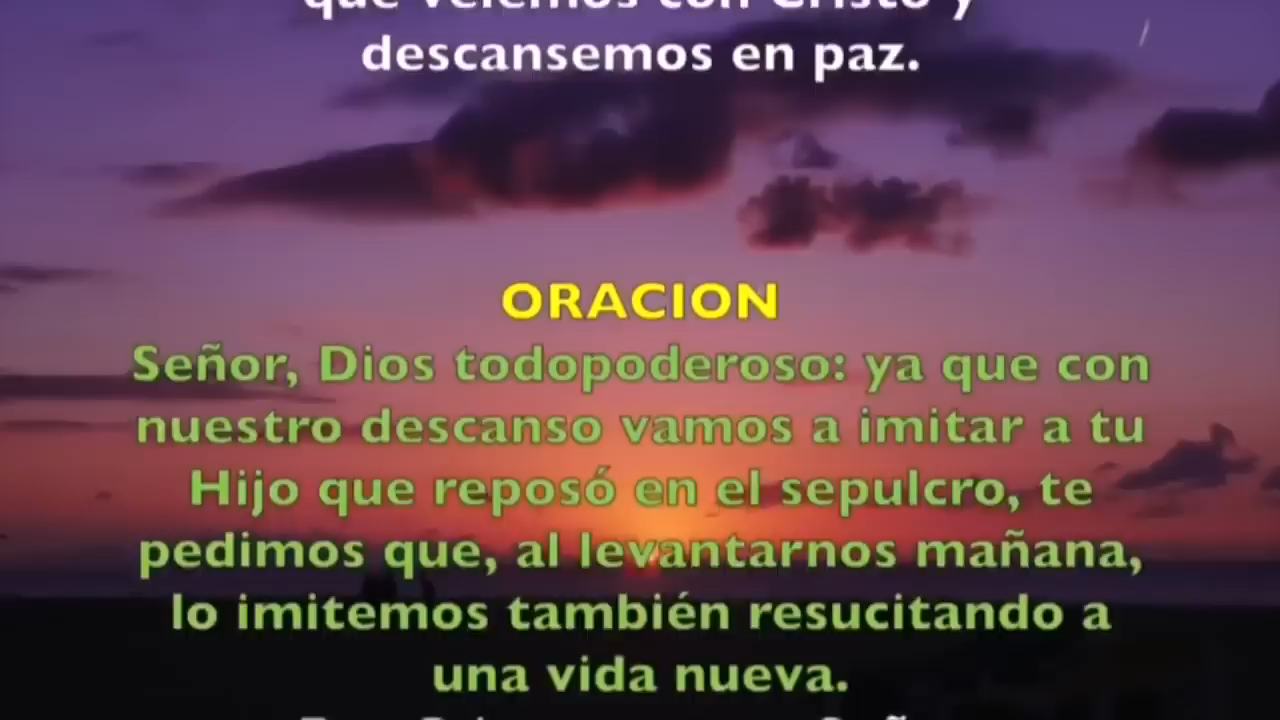 que velemos con Cristo y
descansemos en paz.
ORACION
Señor, Dios todopoderoso: ya que con
nuestro descanso vamos a imitar a tu
Hijo que reposó en el sepulcro, te
pedimos que, al levantarnos mañana,
lo imitemos también resucitando a
una vida nueva.